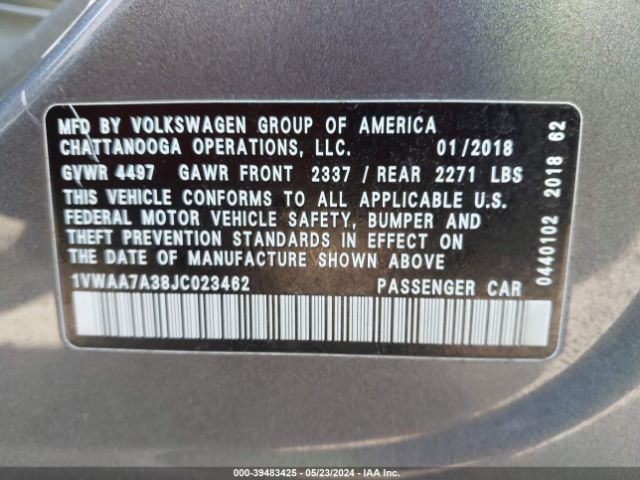 MFD BY VOLKSWAGEN GROUP OF AMERICA
CHATTANOOGA OPERATIONS, LLC. 01/2018
GVWR 4497 GAWR FRONT 2337 / REAR 2271 LBS
THIS VEHICLE CONFORMS TO ALL APPLICABLE U.S.
FEDERAL MOTOR VEHICLE SAFETY, BUMPER AND
THEFT PREVENTION STANDARDS IN EFFECT ON
THE DATE OF MANUFACTURE SHOWN ABOVE.
1VWAA7A38JC023462 PASSENGER CAR
0440102 2018 62
000-39483425 - 05/23/2024 - IAAI.COM